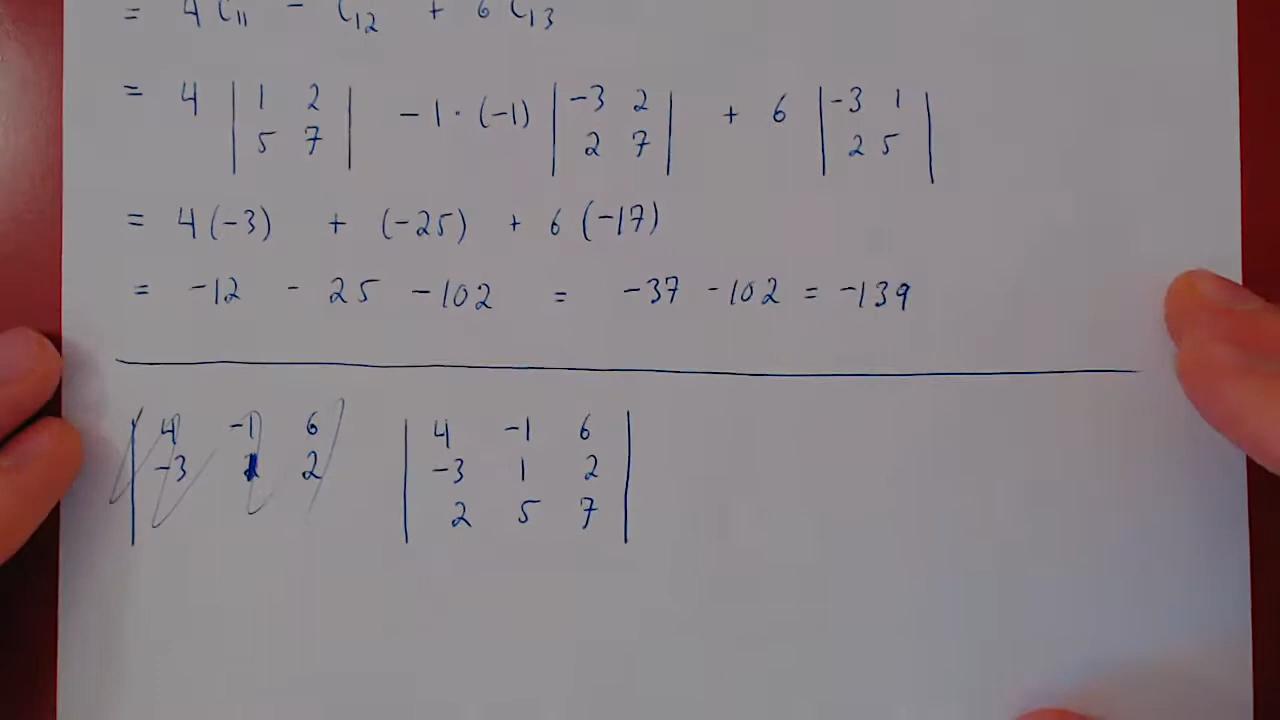 = 4 C₁₁ - C₁₂ + 6 C₁₃
= 4 | 1 2 | - 1 · (-1) | -3 2 | + 6 | -3 1 |
| 5 7 | | 2 7 | | 2 5 |
= 4(-3) + (-25) + 6(-17)
= -12 - 25 -102 = -37 -102 = -139
| 4 -1 6 | 4 -1 6 |
| -3 2 | -3 1 2 |
| | 2 5 7 |